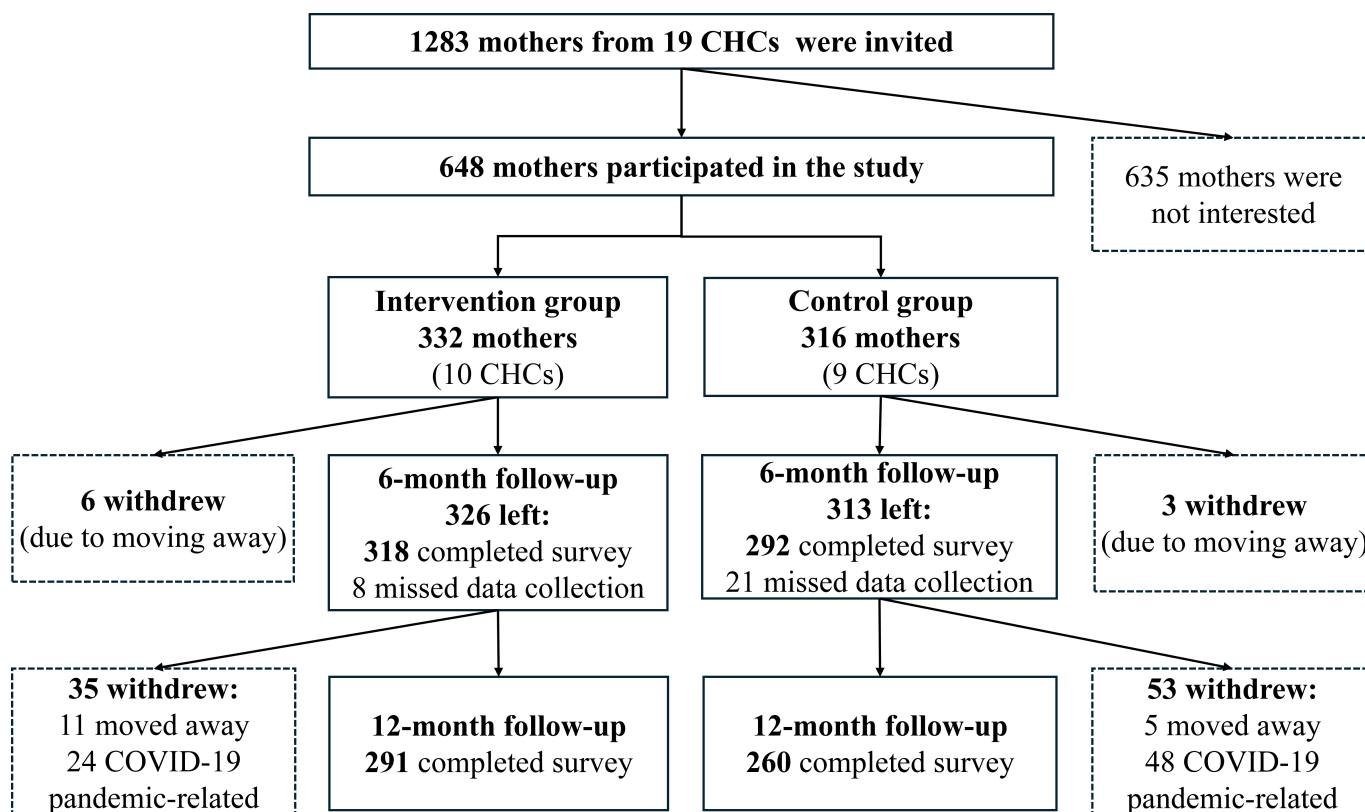 1283 mothers from 19 CHCs were invited
648 mothers participated in the study
635 mothers were
not interested
Intervention group
332 mothers
(10 CHCs)
Control group
316 mothers
(9 CHCs)
6 withdrew
(due to moving away)
6-month follow-up
326 left:
318 completed survey
8 missed data collection
6-month follow-up
313 left:
292 completed survey
21 missed data collection
3 withdrew
(due to moving away)
35 withdrew:
11 moved away
24 COVID-19
pandemic-related
12-month follow-up
291 completed survey
12-month follow-up
260 completed survey
53 withdrew:
5 moved away
48 COVID-19
pandemic-related